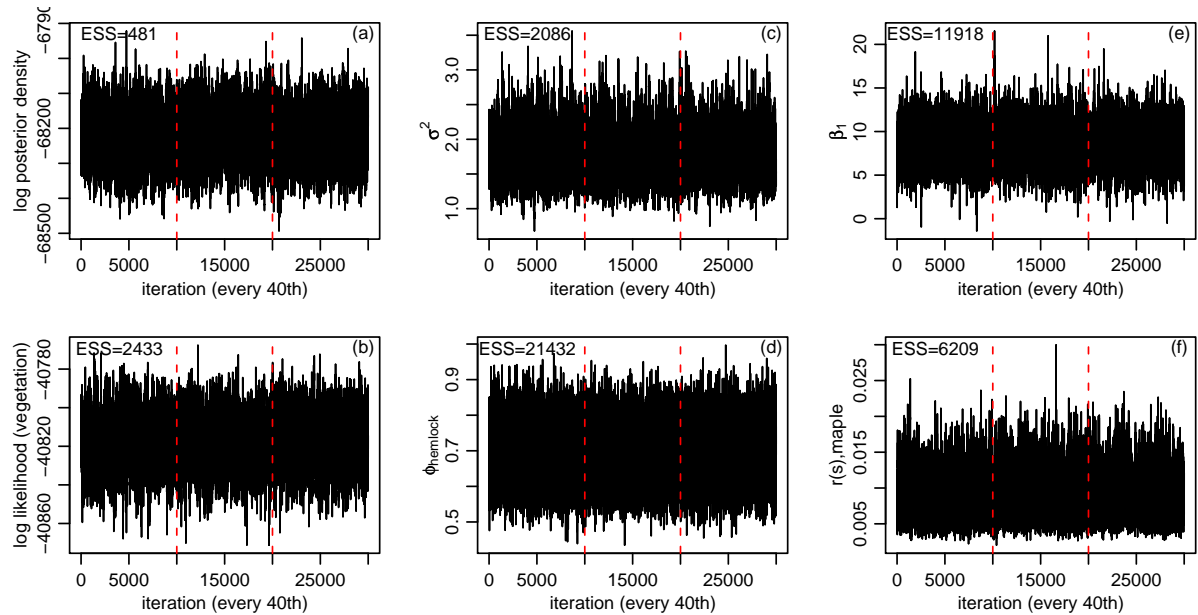 ESS=481
(a)
log posterior density
−67900
−68200
−68500
0 5000 15000 25000
iteration (every 40th)
ESS=2086
(c)
σ²
3.0
2.0
1.0
0 5000 15000 25000
iteration (every 40th)
ESS=11918
(e)
β₁
20
15
10
5
0
0 5000 15000 25000
iteration (every 40th)
ESS=2433
(b)
log likelihood (vegetation)
−40780
−40820
−40860
0 5000 15000 25000
iteration (every 40th)
ESS=21432
(d)
ϕhemlock
0.9
0.7
0.5
0 5000 15000 25000
iteration (every 40th)
ESS=6209
(f)
r(s),maple
0.025
0.015
0.005
0 5000 15000 25000
iteration (every 40th)